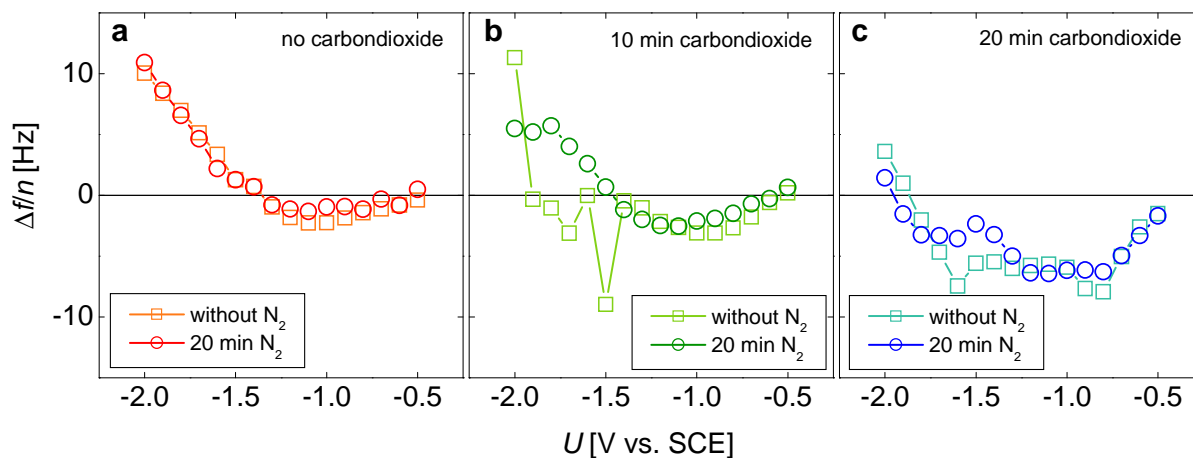 a
no carbondioxide
b
10 min carbondioxide
c
20 min carbondioxide
10
0
-10
Δf/n [Hz]
without N2
20 min N2
without N2
20 min N2
without N2
20 min N2
-2.0 -1.5 -1.0 -0.5
-2.0 -1.5 -1.0 -0.5
-2.0 -1.5 -1.0 -0.5
U [V vs. SCE]